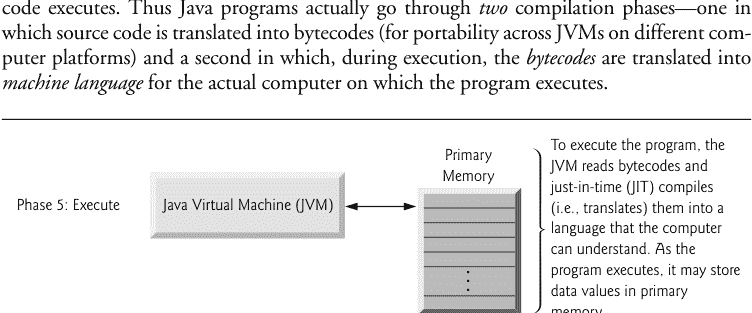 code executes. Thus Java programs actually go through two compilation phases—one in
which source code is translated into bytecodes (for portability across JVMs on different com-
puter platforms) and a second in which, during execution, the bytecodes are translated into
machine language for the actual computer on which the program executes.
Phase 5: Execute
Java Virtual Machine (JVM)
Primary
Memory
To execute the program, the
JVM reads bytecodes and
just-in-time (JIT) compiles
(i.e., translates) them into a
language that the computer
can understand. As the
program executes, it may store
data values in primary
memory.